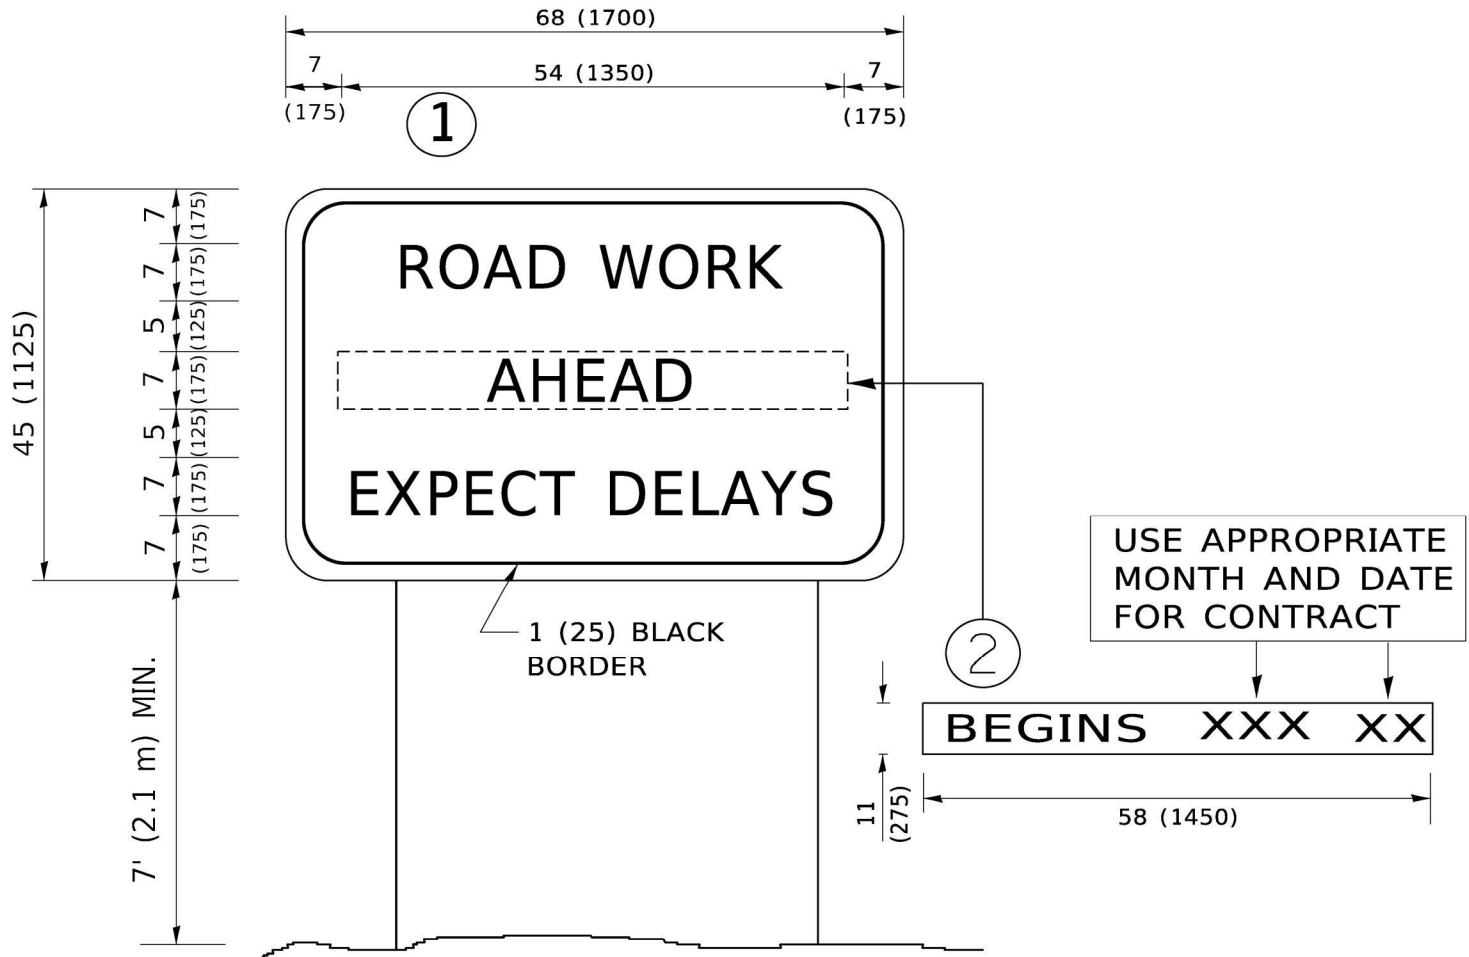 68 (1700)
7
54 (1350)
7
(175)
(175)
1
7
(175)
7
(175)
5
(125)
7
(175)
5
(125)
7
(175)
7
(175)
45 (1125)
ROAD WORK
AHEAD
EXPECT DELAYS
1 (25) BLACK
BORDER
7' (2.1 m) MIN.
USE APPROPRIATE
MONTH AND DATE
FOR CONTRACT
2
BEGINS XXX XX
11
(275)
58 (1450)